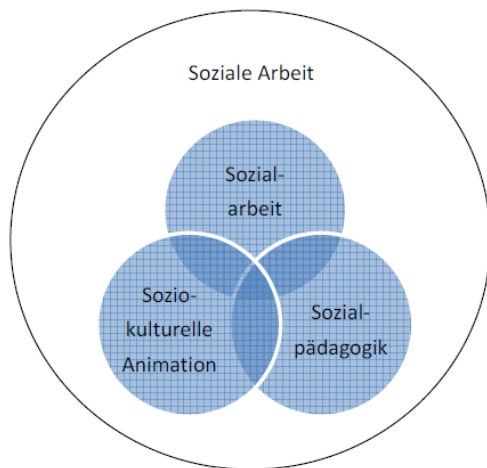 Soziale Arbeit
Sozial-
arbeit
Sozio-
kulturelle
Animation
Sozial-
pädagogik